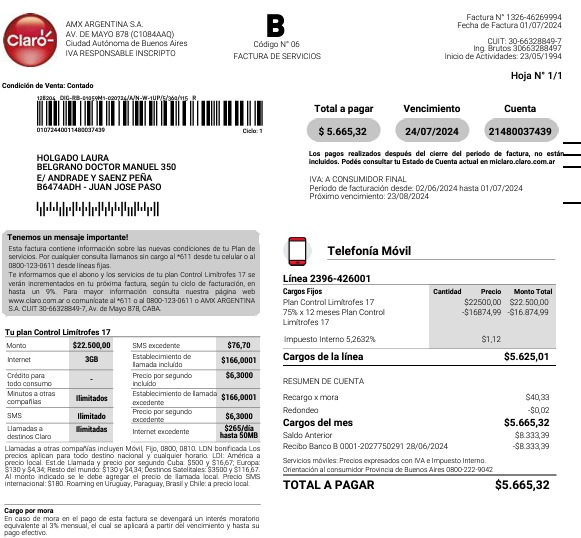 Claro
AMX ARGENTINA S.A.
AV. DE MAYO 878 (C1084AAQ)
Ciudad Autónoma de Buenos Aires
IVA RESPONSABLE INSCRIPTO
B
Código N° 06
FACTURA DE SERVICIOS
Factura N° 1326-46269994
Fecha de Factura 01/07/2024
CUIT: 30-66328849-7
Ing. Brutos 30663288497
Inicio de Actividades: 23/05/1994
Hoja N° 1/1
Condición de Venta: Contado
0107244001148003743​9
Ciclo: 1
Total a pagar
Vencimiento
Cuenta
$ 5.665,32
24/07/2024
21480037439
HOLGADO LAURA
BELGRANO DOCTOR MANUEL 350
E/ ANDRADE Y SAENZ PEÑA
B6474ADH - JUAN JOSE PASO
Los pagos realizados después del cierre del período de factura, no están
incluidos. Podés consultar tu Estado de Cuenta actual en miclaro.claro.com.ar
IVA: A CONSUMIDOR FINAL
Período de facturación desde: 02/06/2024 hasta 01/07/2024
Próximo vencimiento: 23/08/2024
Tenemos un mensaje importante!
Esta factura contiene información sobre las nuevas condiciones de tu Plan de
servicios. Por cualquier consulta llamanos sin cargo al *611 desde tu celular o al
0800-123-0611 desde líneas fijas.
Te informamos que el abono y los servicios de tu plan Control Limítrofes 17 se
verán incrementados en tu próxima factura, según tu ciclo de facturación, en
hasta un 9%. Para mayor información consulta nuestra página web
www.claro.com.ar o comunícate al *611 o al 0800-123-0611 o AMX ARGENTINA
S.A. CUIT 30-66328849-7, Av. de Mayo 878, CABA.
Tu plan Control Limítrofes 17
Monto $22.500,00 SMS excedente $76,70
Internet 3GB Establecimiento de llamada incluido $166,0001
Crédito para todo consumo - Precio por segundo incluido $6,3000
Minutos a otras compañías Ilimitados Establecimiento de llamada excedente $166,0001
SMS Ilimitado Precio por segundo excedente $6,3000
Llamadas a destinos Claro Ilimitadas Internet excedente $265/día hasta 50MB
Llamadas a otras compañías incluyen Móvil, Fijo, 0800, 0810. LDN bonificada Los
precios aplican para todo destino nacional y cualquier horario. LDI: América a
precio local. Est.de Llamada y precio por segundo Cuba: $500 y $16,67; Europa:
$130 y $4,34; Resto del mundo: $130 y $4,34; Destinos Satelitales: $3500 y $116,67.
Al monto indicado se le debe agregar el precio de llamada local. Precio SMS
internacional: $180. Roaming en Uruguay, Paraguay, Brasil y Chile: a precio local.
Cargo por mora
En caso de mora en el pago de esta factura se devengará un interés moratorio
equivalente al 3% mensual, el cual se aplicará a partir del vencimiento y hasta su
pago efectivo.
Telefonía Móvil
Línea 2396-426001
Cargos Fijos Cantidad Precio Monto Total
Plan Control Limítrofes 17 $22500,00 $22.500,00
75% x 12 meses Plan Control -$16874,99 -$16.874,99
Limítrofes 17
Impuesto Interno 5,2632% $1,12
Cargos de la línea $5.625,01
RESUMEN DE CUENTA
Recargo x mora $40,33
Redondeo -$0,02
Cargos del mes $5.665,32
Saldo Anterior $8.333,39
Recibo Banco B 0001-2027750291 28/06/2024 -$8.333,39
Servicios móviles: Precios expresados con IVA e Impuesto Interno.
Orientación al consumidor Provincia de Buenos Aires 0800-222-9042
TOTAL A PAGAR $5.665,32